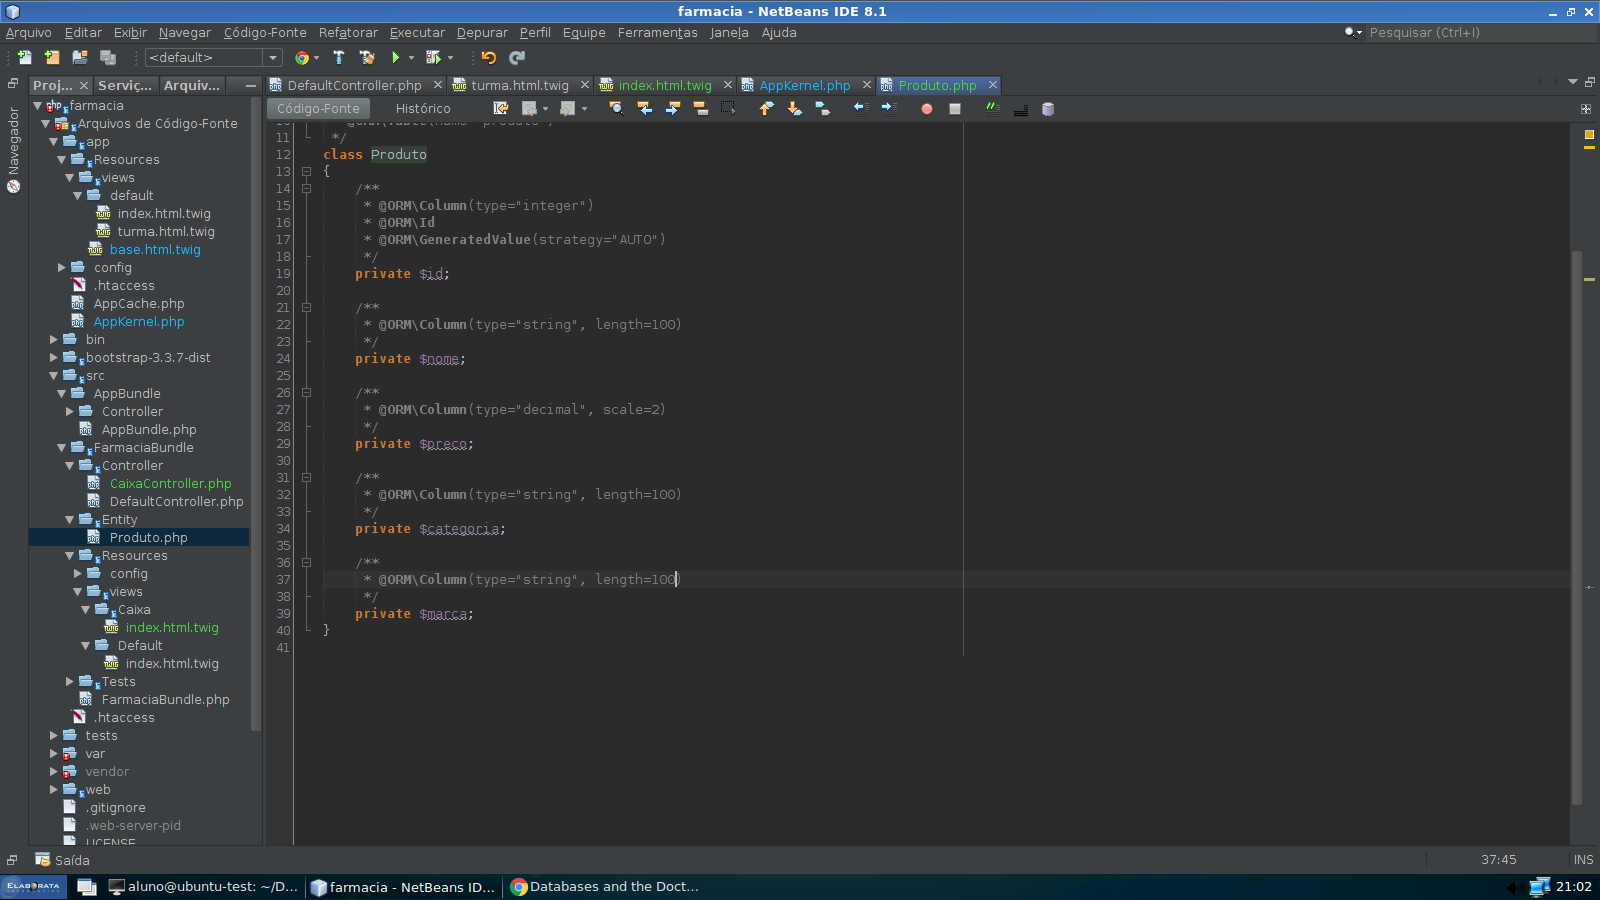 farmacia - NetBeans IDE 8.1
Arquivo Editar Exibir Navegar Código-Fonte Refatorar Executar Depurar Perfil Equipe Ferramentas Janela Ajuda
Pesquisar (Ctrl+I)
<default>
Proj... Serviç... Arquiv...
DefaultController.php turma.html.twig index.html.twig AppKernel.php Produto.php
Código-Fonte Histórico
Navegador
farmacia
Arquivos de Código-Fonte
app
Resources
views
default
index.html.twig
turma.html.twig
base.html.twig
config
.htaccess
AppCache.php
AppKernel.php
bin
bootstrap-3.3.7-dist
src
AppBundle
Controller
AppBundle.php
FarmaciaBundle
Controller
CaixaController.php
DefaultController.php
Entity
Produto.php
Resources
config
views
Caixa
index.html.twig
Default
index.html.twig
Tests
FarmaciaBundle.php
.htaccess
tests
var
vendor
web
.gitignore
.web-server-pid
LICENSE
11 */
12 class Produto
13 {
14 /**
15 * @ORM\Column(type="integer")
16 * @ORM\Id
17 * @ORM\GeneratedValue(strategy="AUTO")
18 */
19 private $id;
20
21 /**
22 * @ORM\Column(type="string", length=100)
23 */
24 private $nome;
25
26 /**
27 * @ORM\Column(type="decimal", scale=2)
28 */
29 private $preco;
30
31 /**
32 * @ORM\Column(type="string", length=100)
33 */
34 private $categoria;
35
36 /**
37 * @ORM\Column(type="string", length=100)
38 */
39 private $marca;
40 }
41
Saída
37:45 INS
ELABORATA
aluno@ubuntu-test: ~/D...
farmacia - NetBeans ID...
Databases and the Doct...
21:02